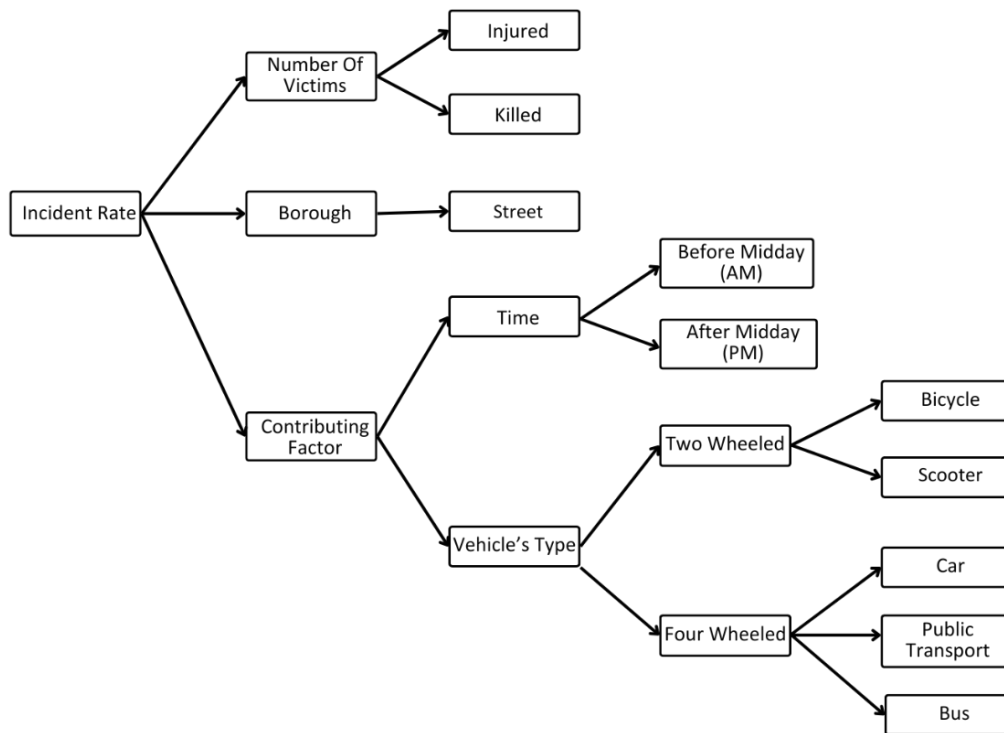 Injured
Number Of
Victims
Killed
Incident Rate
Borough
Street
Before Midday
(AM)
Time
After Midday
(PM)
Contributing
Factor
Bicycle
Two Wheeled
Scooter
Vehicle’s Type
Car
Four Wheeled
Public
Transport
Bus